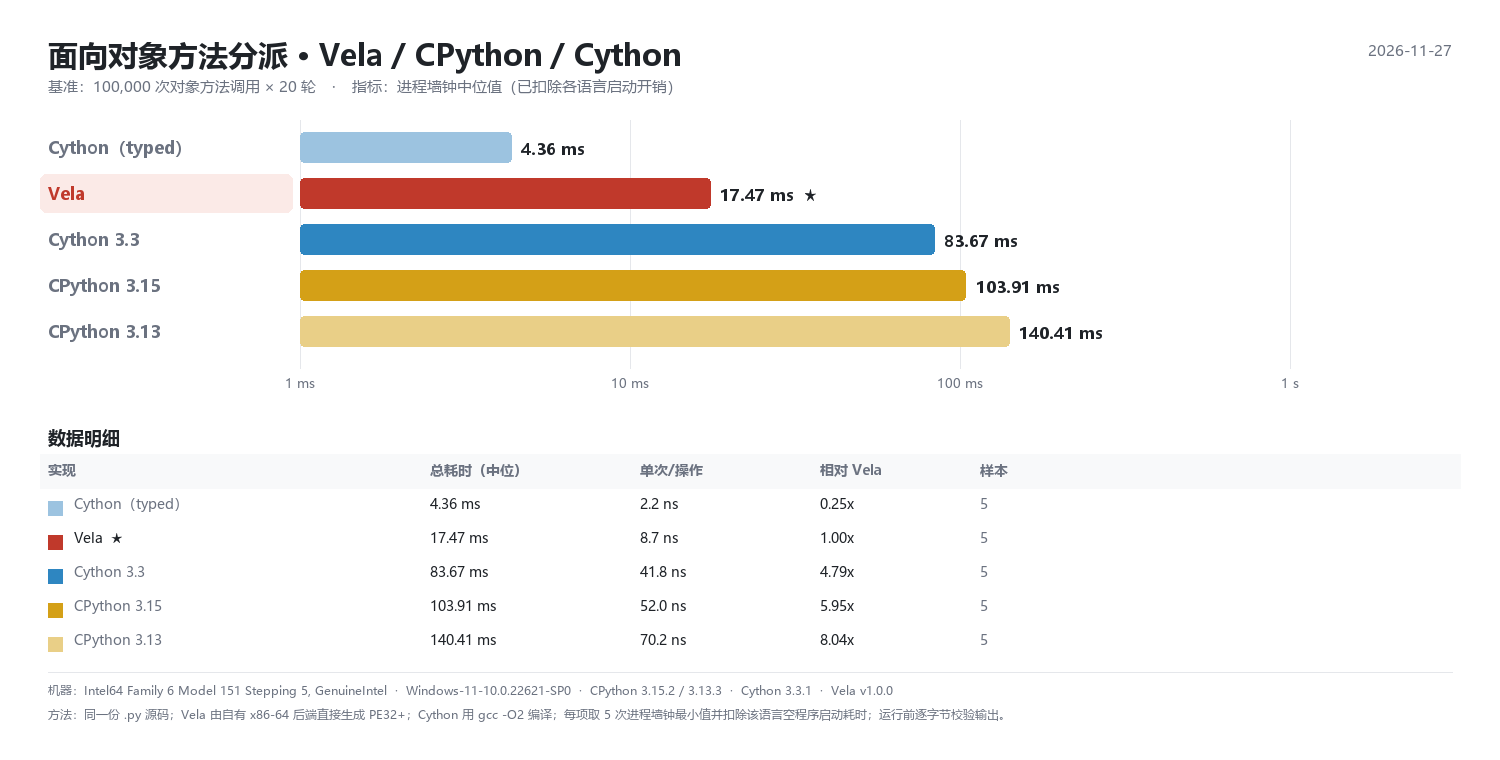 面向对象方法分派 • Vela / CPython / Cython
2026-11-27
基准：100,000 次对象方法调用 × 20 轮 · 指标：进程墙钟中位值（已扣除各语言启动开销）
Cython（typed） 4.36 ms
Vela 17.47 ms ★
Cython 3.3 83.67 ms
CPython 3.15 103.91 ms
CPython 3.13 140.41 ms
1 ms 10 ms 100 ms 1 s
数据明细
实现 总耗时（中位） 单次/操作 相对 Vela 样本
Cython（typed） 4.36 ms 2.2 ns 0.25x 5
Vela ★ 17.47 ms 8.7 ns 1.00x 5
Cython 3.3 83.67 ms 41.8 ns 4.79x 5
CPython 3.15 103.91 ms 52.0 ns 5.95x 5
CPython 3.13 140.41 ms 70.2 ns 8.04x 5
机器：Intel64 Family 6 Model 151 Stepping 5, GenuineIntel · Windows-11-10.0.22621-SP0 · CPython 3.15.2 / 3.13.3 · Cython 3.3.1 · Vela v1.0.0
方法：同一份 .py 源码；Vela 由自有 x86-64 后端直接生成 PE32+；Cython 用 gcc -O2 编译；每项取 5 次进程墙钟最小值并扣除该语言空程序启动耗时；运行前逐字节校验输出。